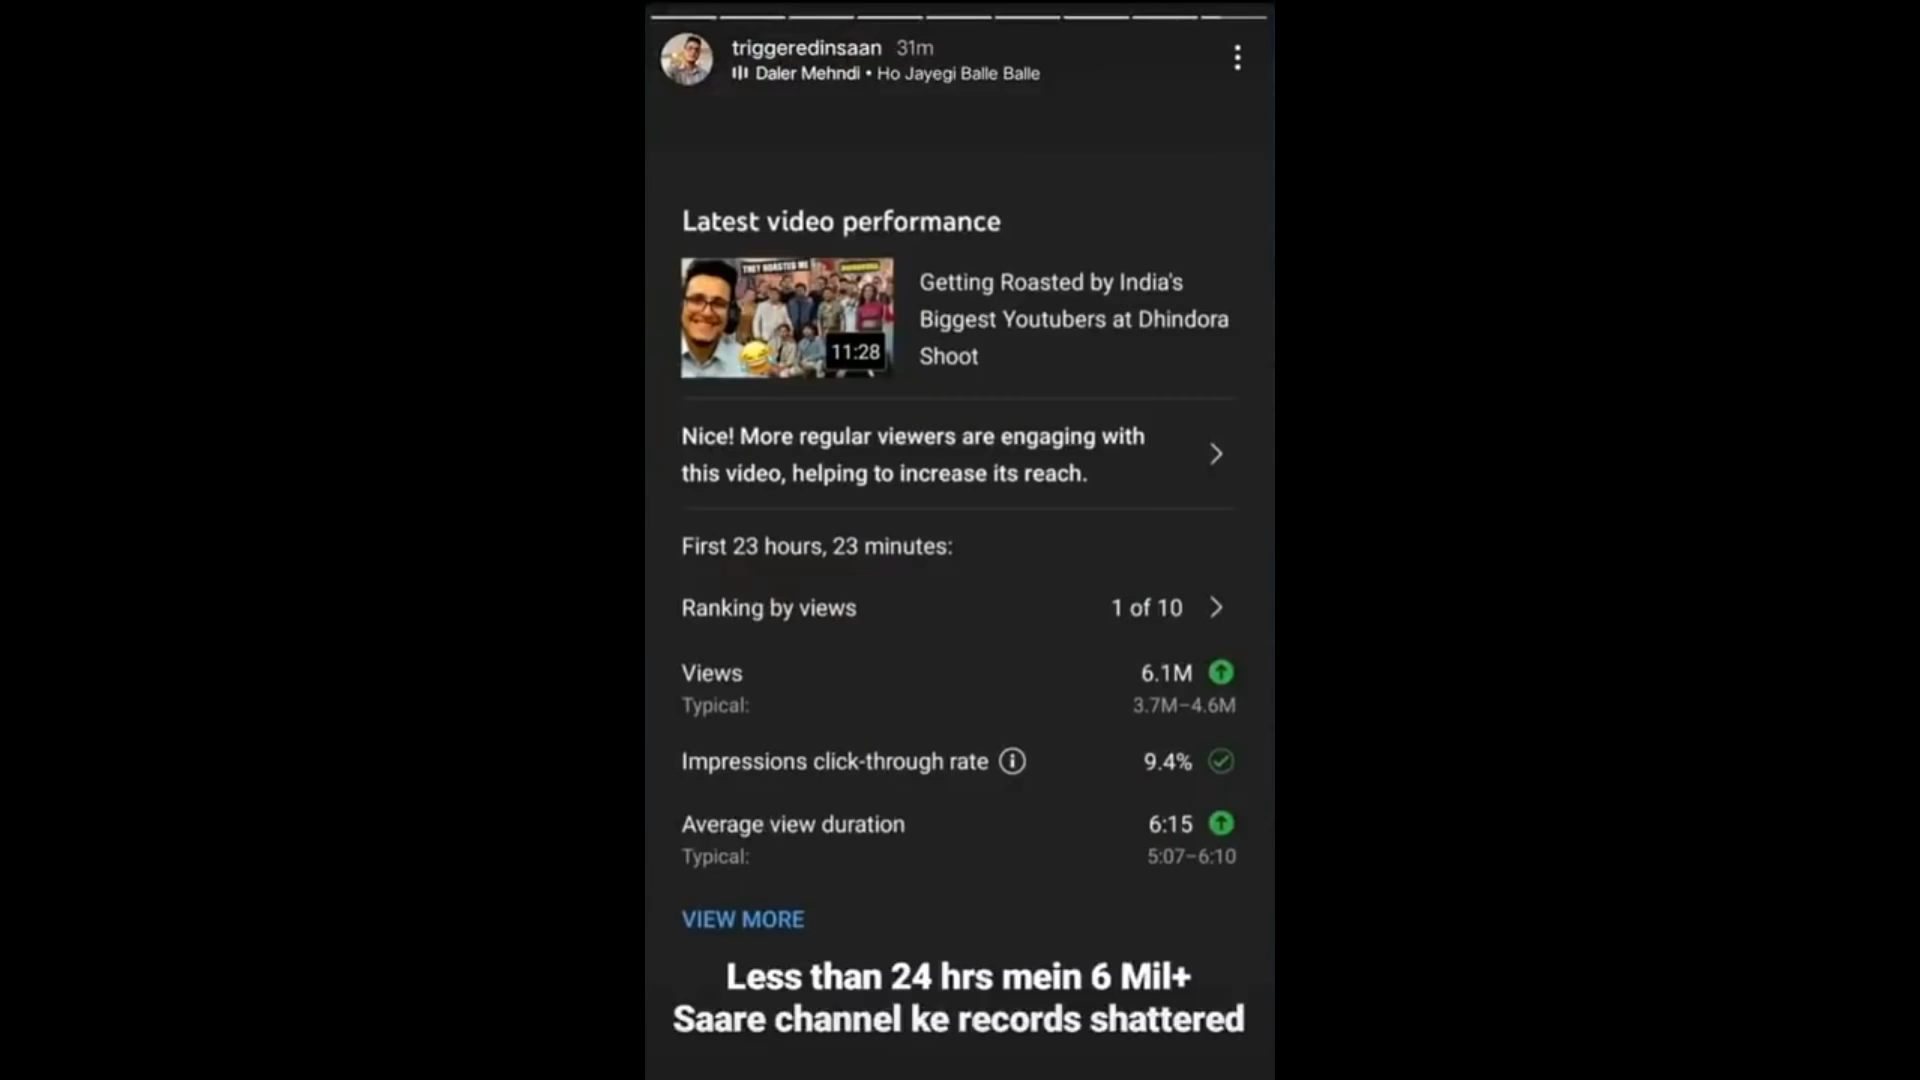 triggeredinsaan 31m
Daler Mehndi • Ho Jayegi Balle Balle
Latest video performance
THEY ROASTED ME
11:28
Getting Roasted by India's
Biggest Youtubers at Dhindora
Shoot
Nice! More regular viewers are engaging with
this video, helping to increase its reach.
First 23 hours, 23 minutes:
Ranking by views 1 of 10
Views 6.1M
Typical: 3.7M–4.6M
Impressions click-through rate 9.4%
Average view duration 6:15
Typical: 5:07–6:10
VIEW MORE
Less than 24 hrs mein 6 Mil+
Saare channel ke records shattered